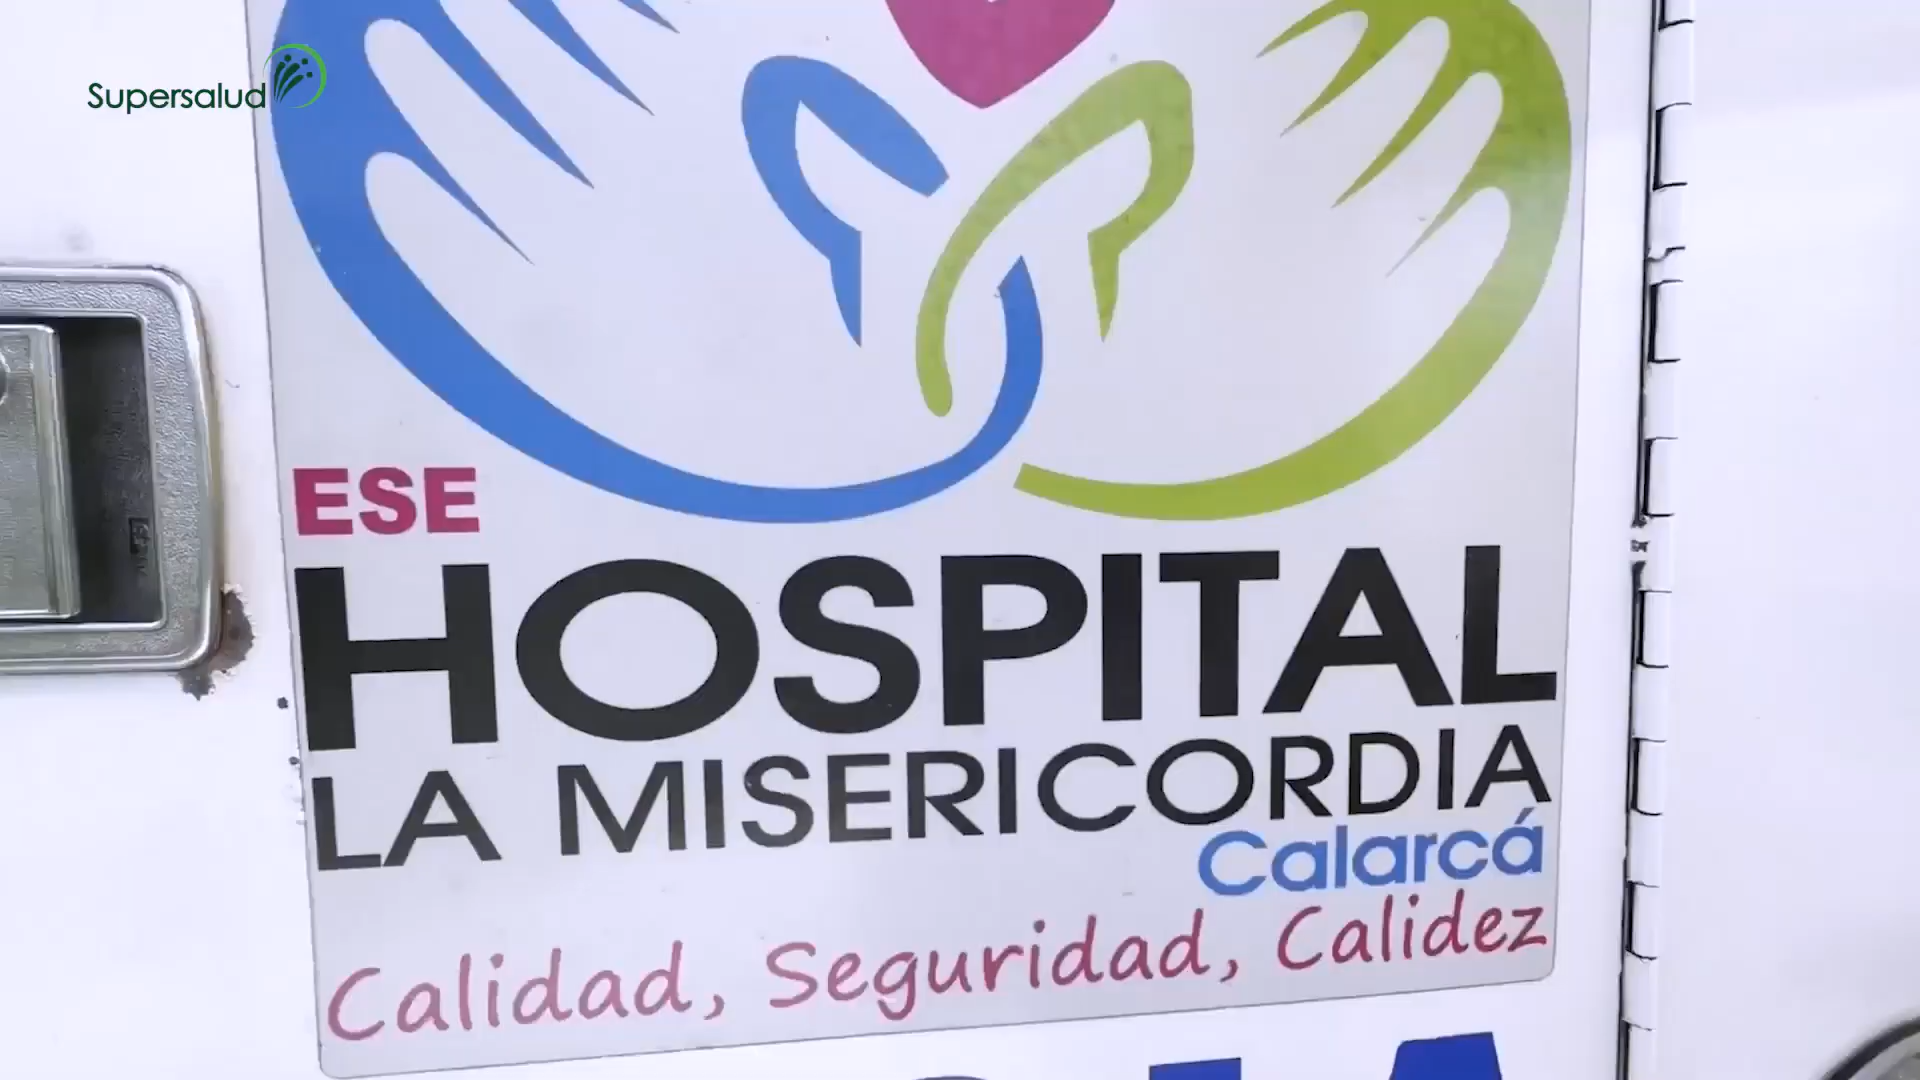 Supersalud
ESE
HOSPITAL
LA MISERICORDIA
Calarcá
Calidad, Seguridad, Calidez